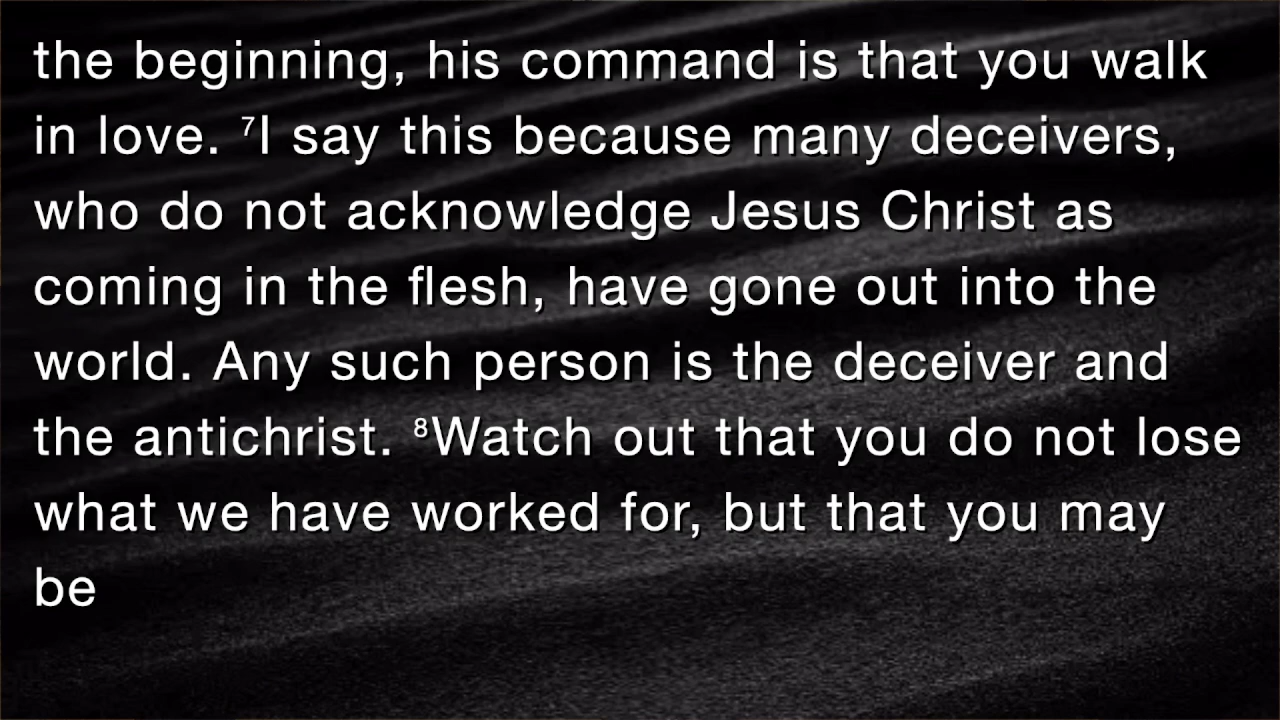 the beginning, his command is that you walk
in love. ⁷I say this because many deceivers,
who do not acknowledge Jesus Christ as
coming in the flesh, have gone out into the
world. Any such person is the deceiver and
the antichrist. ⁸Watch out that you do not lose
what we have worked for, but that you may
be